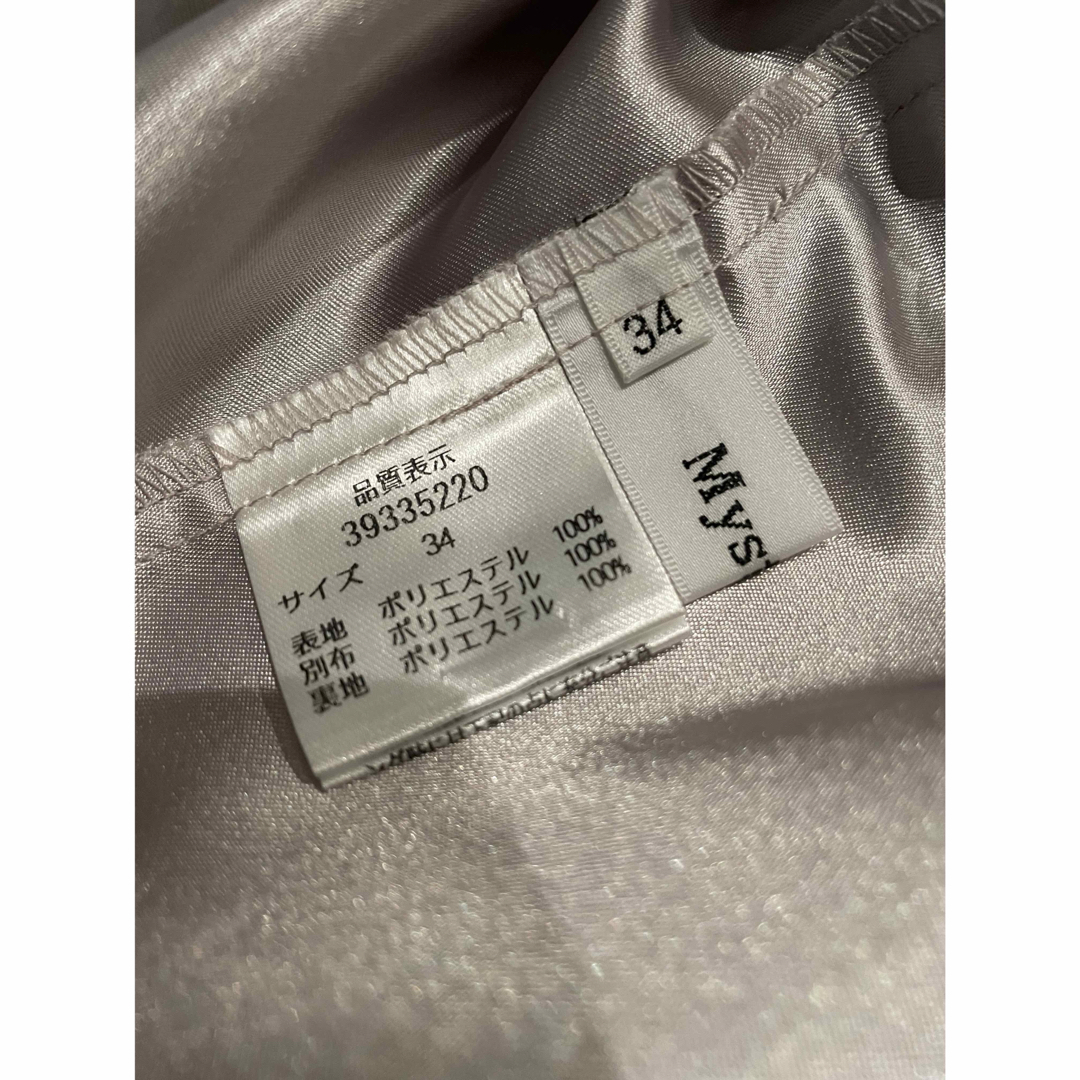 34
Mys
品質表示
39335220
サイズ 34
表地 ポリエステル 100%
別布 ポリエステル 100%
裏地 ポリエステル 100%